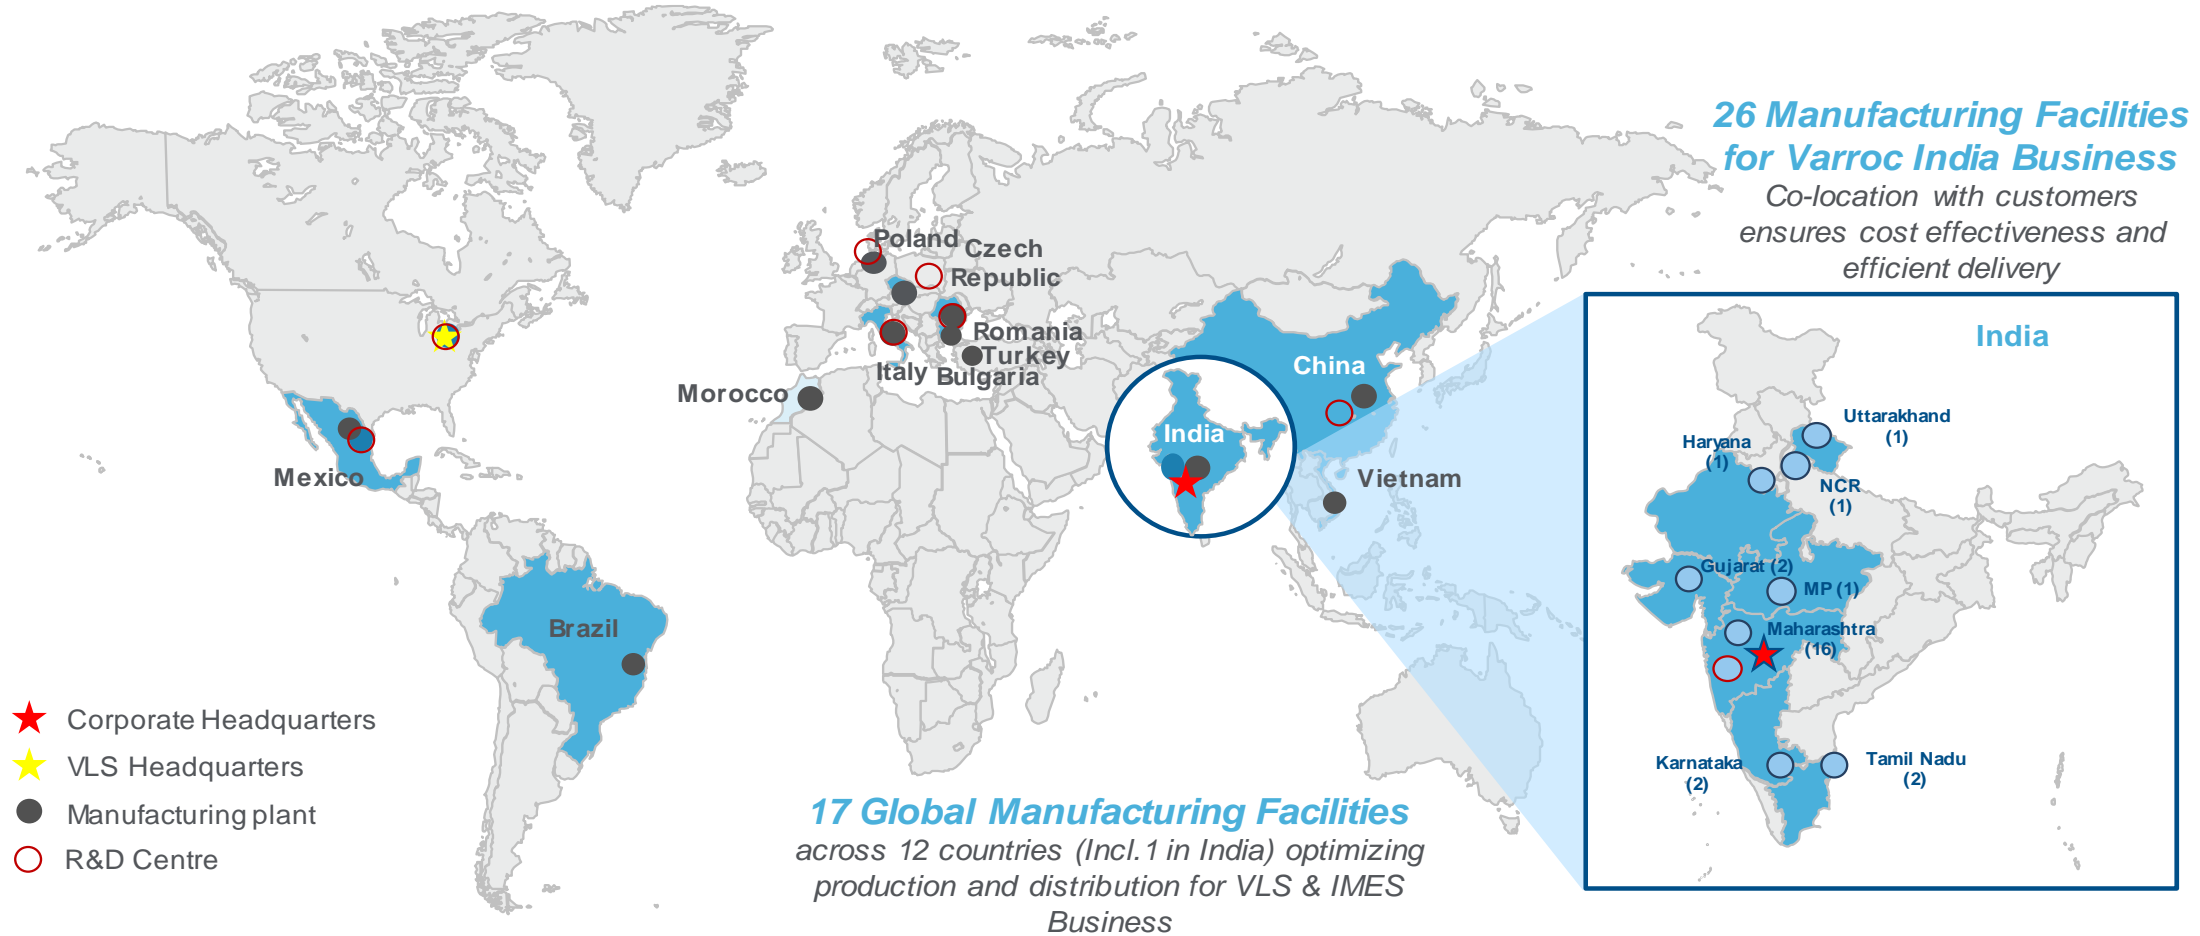 26 Manufacturing Facilities
for Varroc India Business
Co-location with customers
ensures cost effectiveness and
efficient delivery
Poland
Czech
Republic
Romania
Turkey
Italy
Bulgaria
Morocco
Mexico
Brazil
China
India
Vietnam
India
Uttarakhand
(1)
Haryana
(1)
NCR
(1)
Gujarat (2)
MP (1)
Maharashtra
(16)
Karnataka
(2)
Tamil Nadu
(2)
Corporate Headquarters
VLS Headquarters
Manufacturing plant
R&D Centre
17 Global Manufacturing Facilities
across 12 countries (Incl.1 in India) optimizing
production and distribution for VLS & IMES
Business